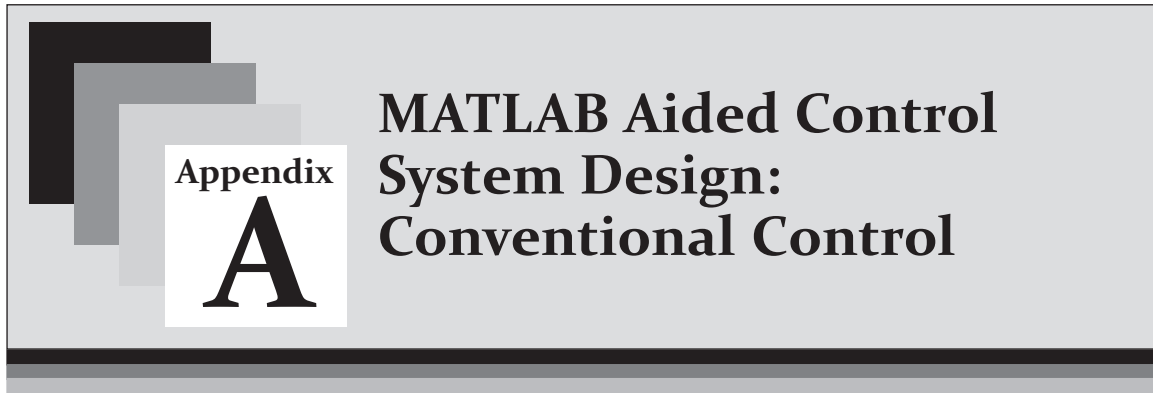 Appendix
A
MATLAB Aided Control
System Design:
Conventional Control